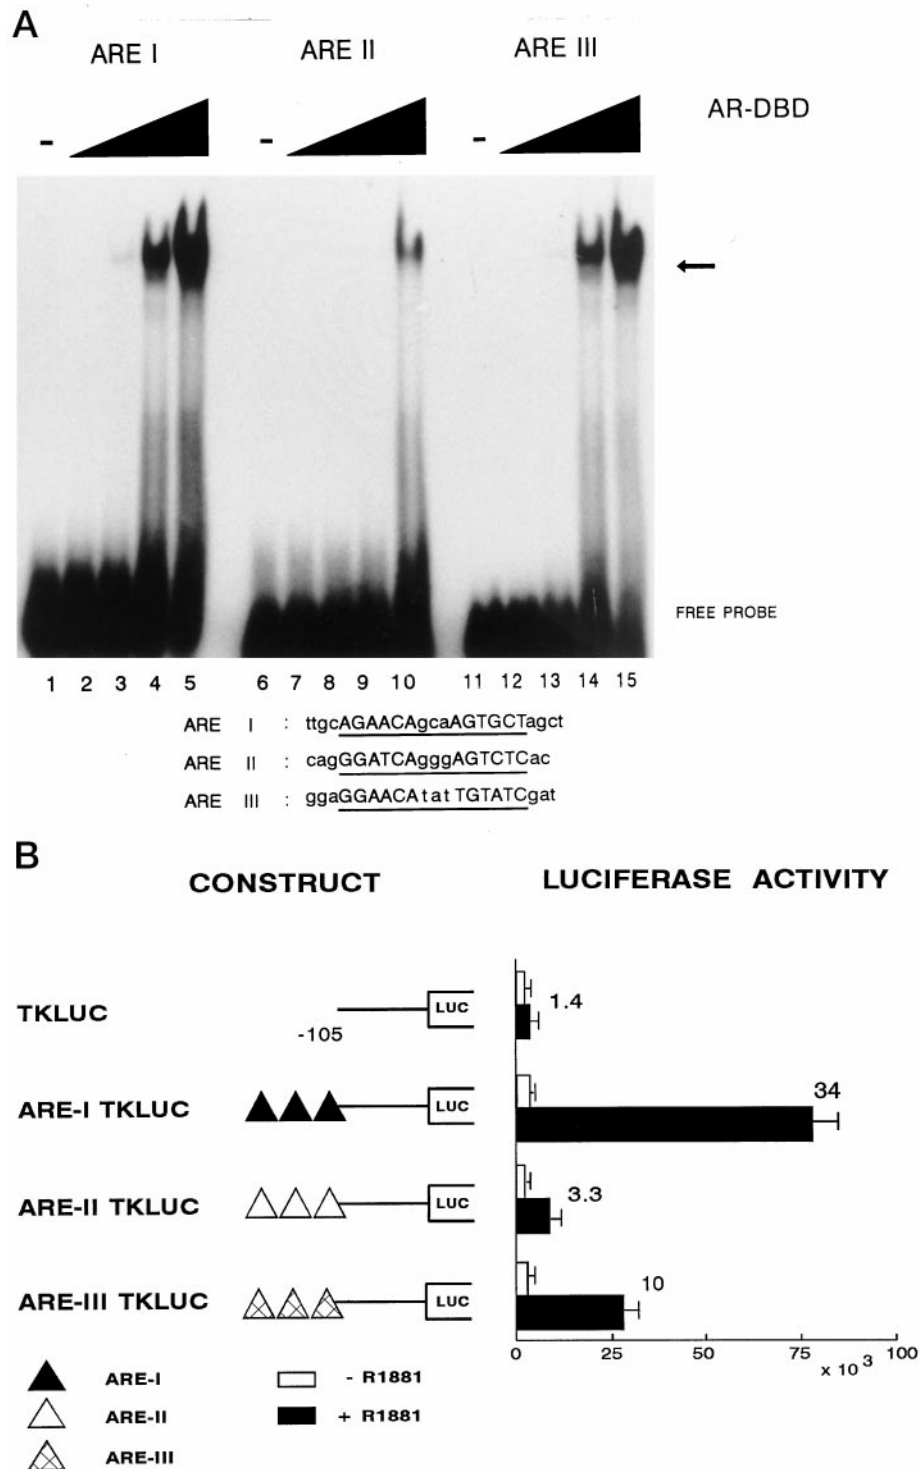 A
ARE I ARE II ARE III
AR-DBD
- - -
FREE PROBE
1 2 3 4 5 6 7 8 9 10 11 12 13 14 15
ARE I : ttgcAGAACAgcaAGTGCTagct
ARE II : cagGGATCAgggAGTCTCac
ARE III : ggaGGAACAtatTGTATCgat
B
CONSTRUCT LUCIFERASE ACTIVITY
TKLUC -105 LUC 1.4
ARE-I TKLUC LUC 34
ARE-II TKLUC LUC 3.3
ARE-III TKLUC LUC 10
0 25 50 75 100
x 10 3
ARE-I - R1881
ARE-II + R1881
ARE-III